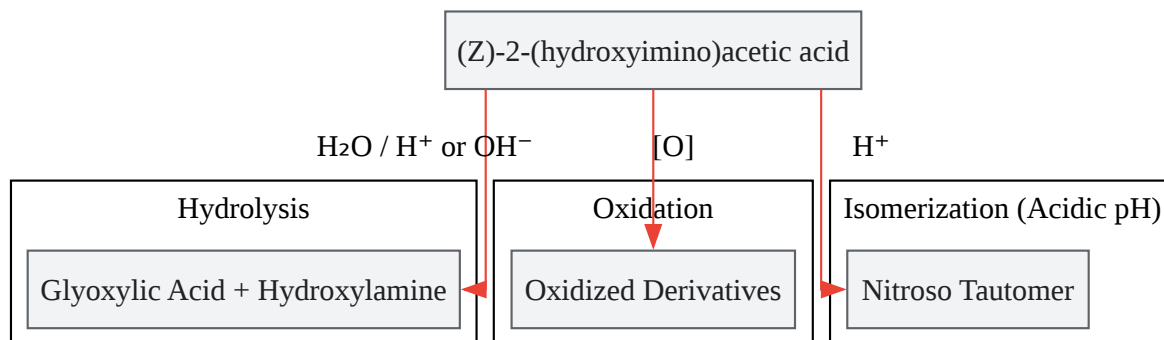 (Z)-2-(hydroxyimino)acetic acid
H₂O / H⁺ or OH⁻
[O]
H⁺
Hydrolysis
Oxidation
Isomerization (Acidic pH)
Glyoxylic Acid + Hydroxylamine
Oxidized Derivatives
Nitroso Tautomer